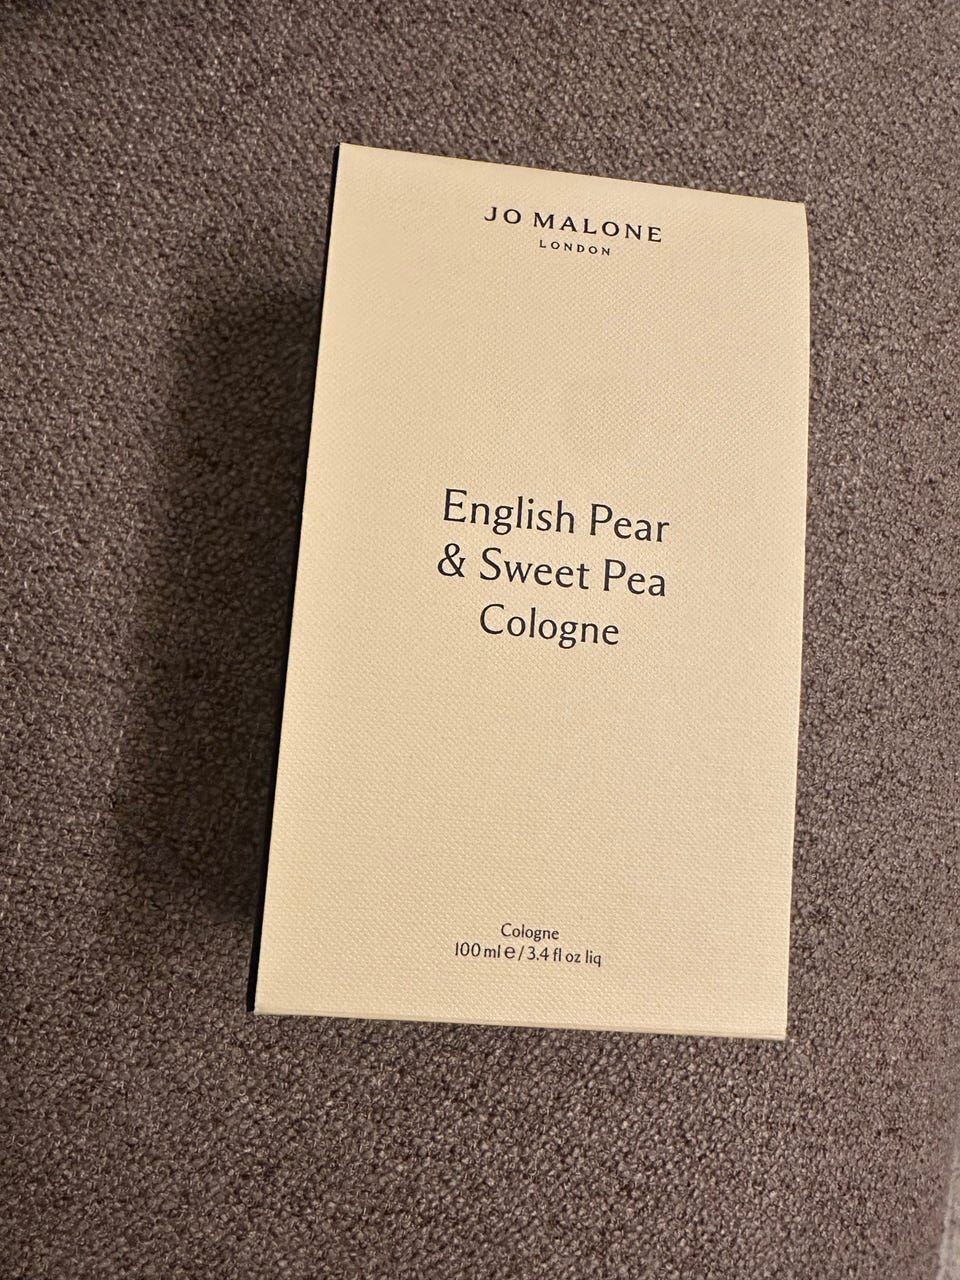 JO MALONE
LONDON
English Pear
& Sweet Pea
Cologne
Cologne
100 ml ℮ / 3.4 fl oz liq